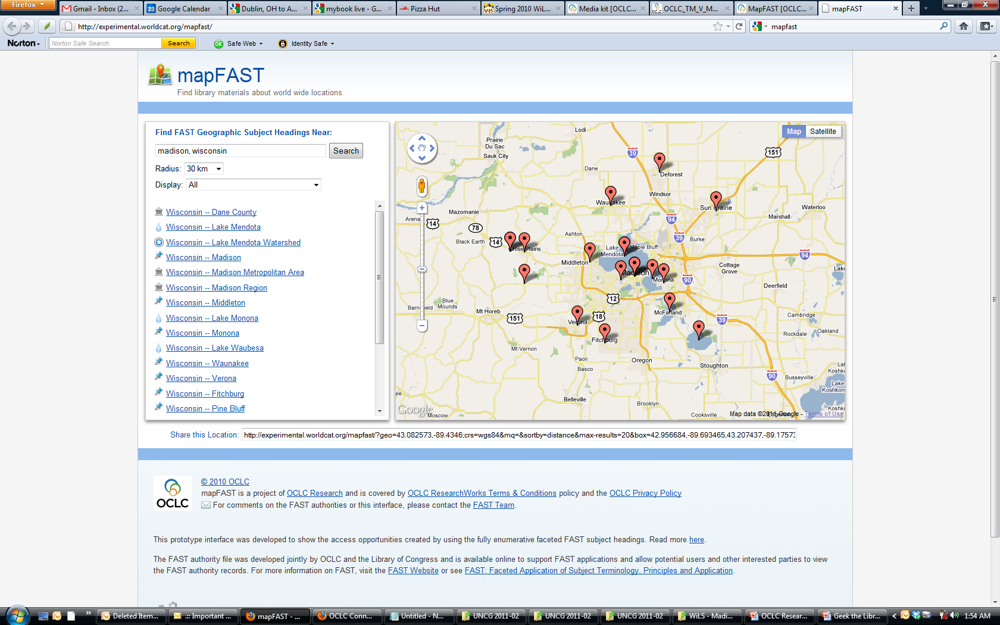 Firefox
Gmail - Inbox (2...
Google Calendar
Dublin, OH to A...
mybook live - G...
Pizza Hut
Spring 2010 WiL...
Media kit [OCLC...
OCLC_TM_V_M...
MapFAST [OCLC...
mapFAST
http://experimental.worldcat.org/mapfast/
mapfast
Norton
Norton Safe Search
Search
OK
Safe Web
Identity Safe
mapFAST
Find library materials about world wide locations
Find FAST Geographic Subject Headings Near:
madison, wisconsin
Search
Radius: 30 km
Display: All
Wisconsin -- Dane County
Wisconsin -- Lake Mendota
Wisconsin -- Lake Mendota Watershed
Wisconsin -- Madison
Wisconsin -- Madison Metropolitan Area
Wisconsin -- Madison Region
Wisconsin -- Middleton
Wisconsin -- Lake Monona
Wisconsin -- Monona
Wisconsin -- Lake Waubesa
Wisconsin -- Waunakee
Wisconsin -- Verona
Wisconsin -- Fitchburg
Wisconsin -- Pine Bluff
Map
Satellite
Lodi
Prairie
Du Sac
Sauk City
39
151
Dane
Deforest
Windsor
Waunakee
Sun Prairie
Waterloo
Marshall
Mazomanie
Arena
14
78
94
Black Earth
14
Cross Plains
Ashton
39
Burke
Lake
Mendota
Maple Bluff
Middleton
94
Cottage
Grove
Madison
Monona
90
Deerfield
12
Blue
Mounds
Barneveld
Mt Horeb
151
Verona
18
McFarland
39
Cambridge
Rockdale
Oakland
Fitchburg
Mt Vernon
Paoli
Basco
Oregon
Stoughton
90
Busseyville
Lake
Koshkonong
Belleville
Brooklyn
Cooksville
Moscow
Google
Map data ©2011 Google - Terms of Use
Share this Location: http://experimental.worldcat.org/mapfast/?geo=43.082573,-89.4346;crs=wgs84&mq=&sortby=distance&max-results=20&box=42.956684,-89.693465,43.207437,-89.17573
OCLC
© 2010 OCLC
mapFAST is a project of OCLC Research and is covered by OCLC ResearchWorks Terms & Conditions policy and the OCLC Privacy Policy
For comments on the FAST authorities or this interface, please contact the FAST Team.
This prototype interface was developed to show the access opportunities created by using the fully enumerative faceted FAST subject headings. Read more here.
The FAST authority file was developed jointly by OCLC and the Library of Congress and is available online to support FAST applications and allow potential users and other interested parties to view
the FAST authority records. For more information on FAST, visit the FAST Website or see FAST: Faceted Application of Subject Terminology, Principles and Application.
Deleted Item...
.:: Important ...
mapFAST - ...
OCLC Conn...
Untitled - N...
UNCG 2011-02
UNCG 2011-02
UNCG 2011-02
WiLS - Madi...
OCLC Resear...
Geek the Libr...
1:54 AM